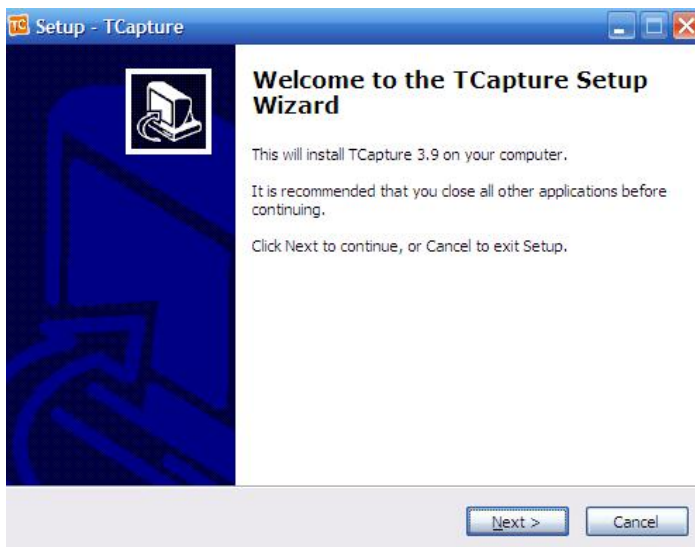 TC Setup - TCapture
Welcome to the TCapture Setup
Wizard
This will install TCapture 3.9 on your computer.
It is recommended that you close all other applications before
continuing.
Click Next to continue, or Cancel to exit Setup.
Next >
Cancel